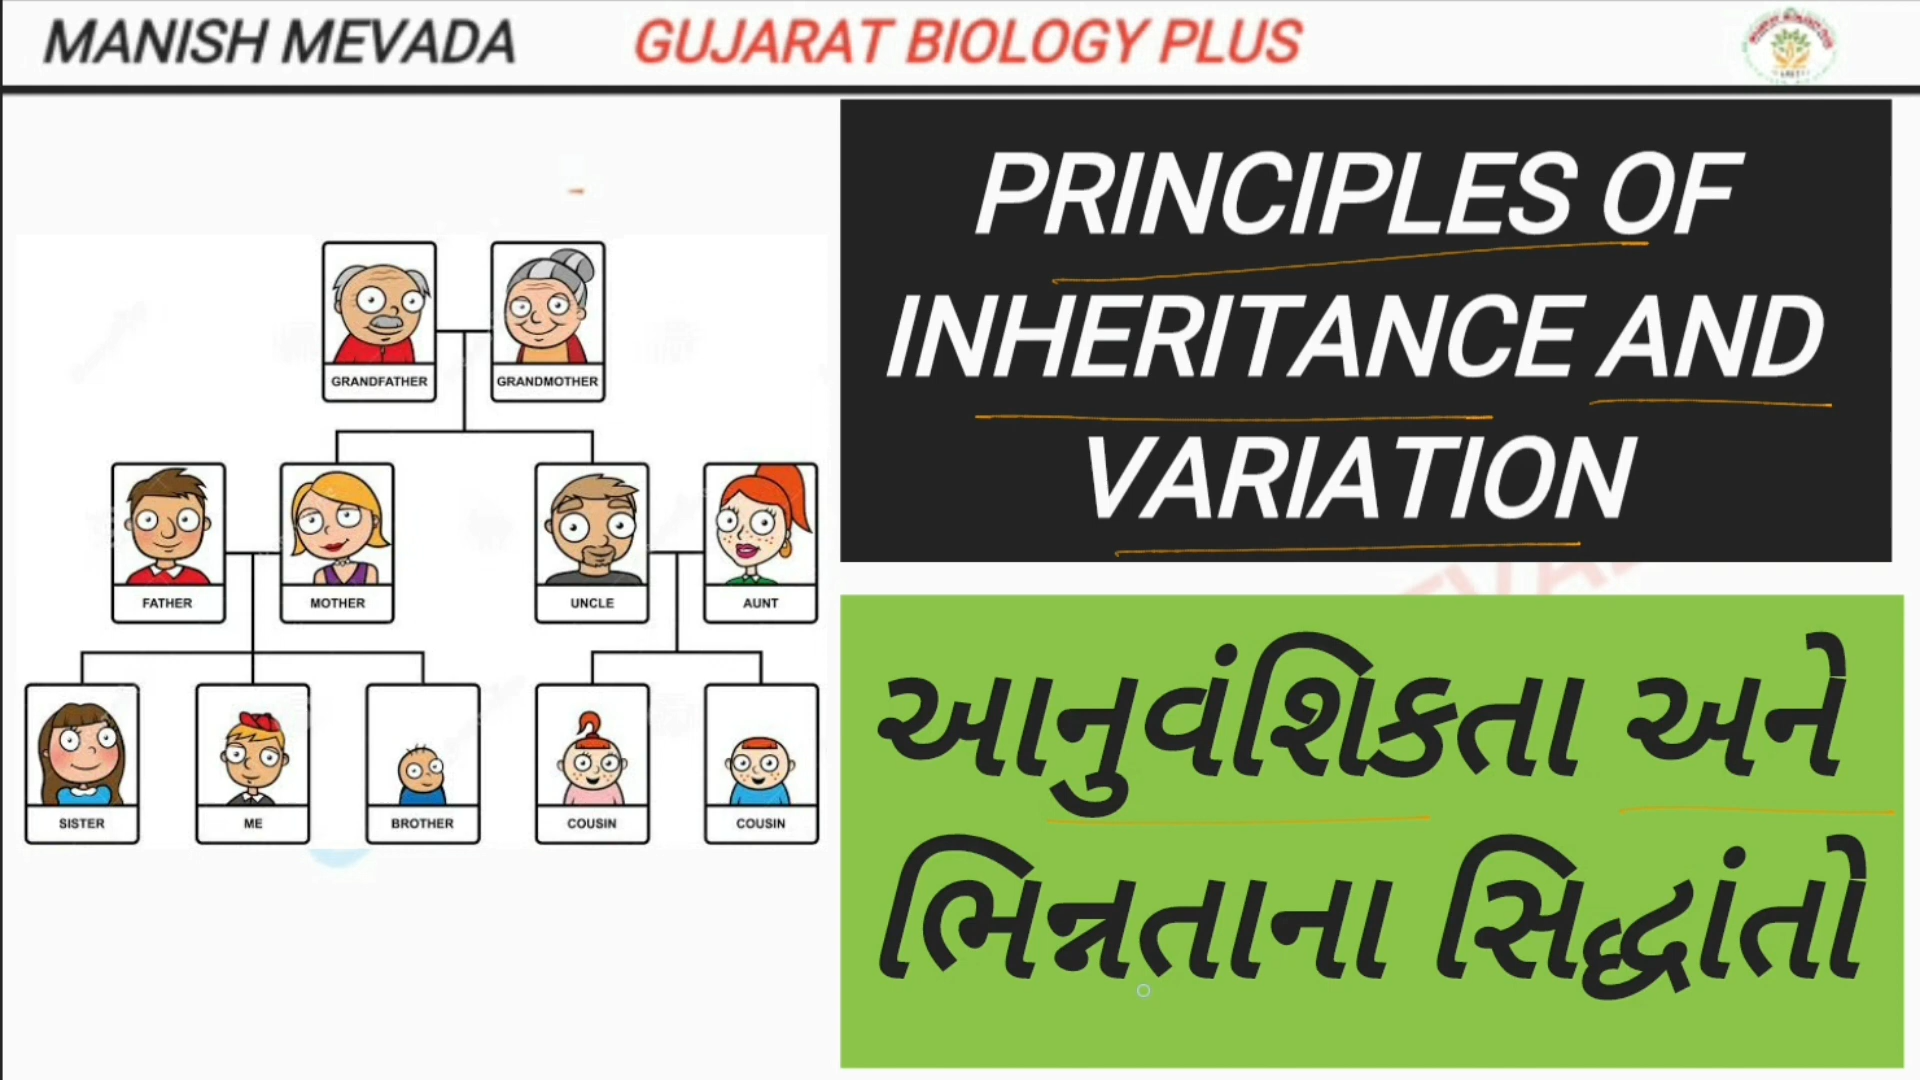 MANISH MEVADA GUJARAT BIOLOGY PLUS
PRINCIPLES OF
INHERITANCE AND
VARIATION
GRANDFATHER GRANDMOTHER
FATHER MOTHER UNCLE AUNT
SISTER ME BROTHER COUSIN COUSIN
આનુવંશિકતા અને
ભિન્નતાના સિદ્ધાંતો